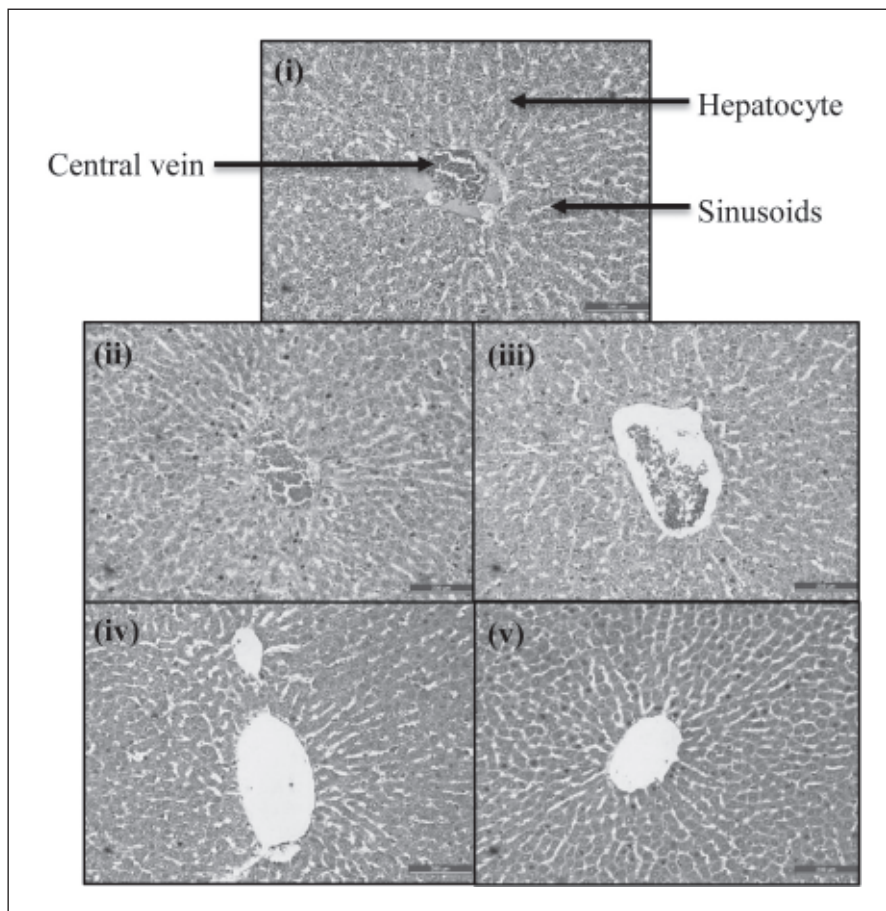 (i)
Hepatocyte
Central vein
Sinusoids
(ii)
(iii)
(iv)
(v)